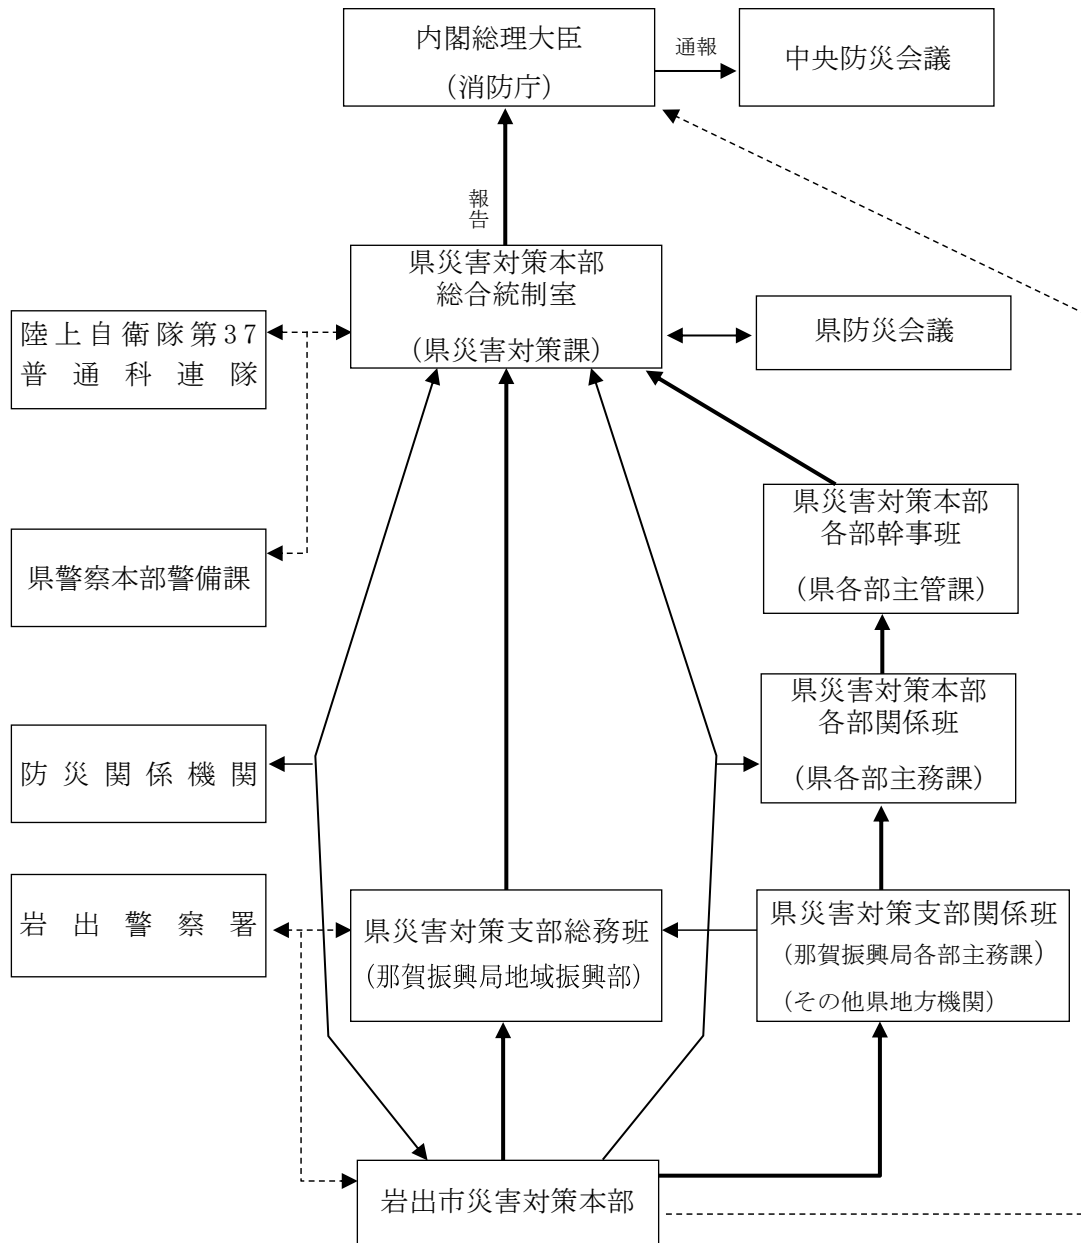 内閣総理大臣
（消防庁）
通報
中央防災会議
報告
県災害対策本部
総合統制室
（県災害対策課）
陸上自衛隊第37
普通科連隊
県防災会議
県災害対策本部
各部幹事班
（県各部主管課）
県警察本部警備課
県災害対策本部
各部関係班
（県各部主務課）
防災関係機関
岩出警察署
県災害対策支部総務班
（那賀振興局地域振興部）
県災害対策支部関係班
（那賀振興局各部主務課）
（その他県地方機関）
岩出市災害対策本部